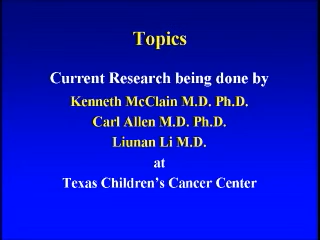 Topics
Current Research being done by
Kenneth McClain M.D. Ph.D.
Carl Allen M.D. Ph.D.
Liunan Li M.D.
at
Texas Children's Cancer Center